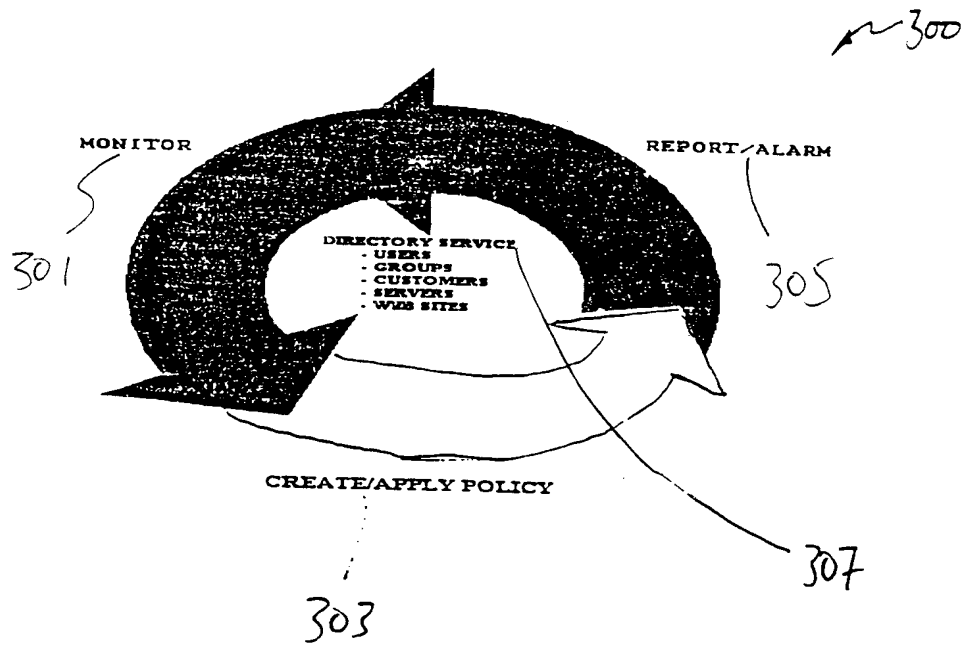 300
MONITOR
REPORT/ALARM
DIRECTORY SERVICE
- USERS
- GROUPS
- CUSTOMERS
- SERVERS
- WEB SITES
301
305
CREATE/APPLY POLICY
307
303